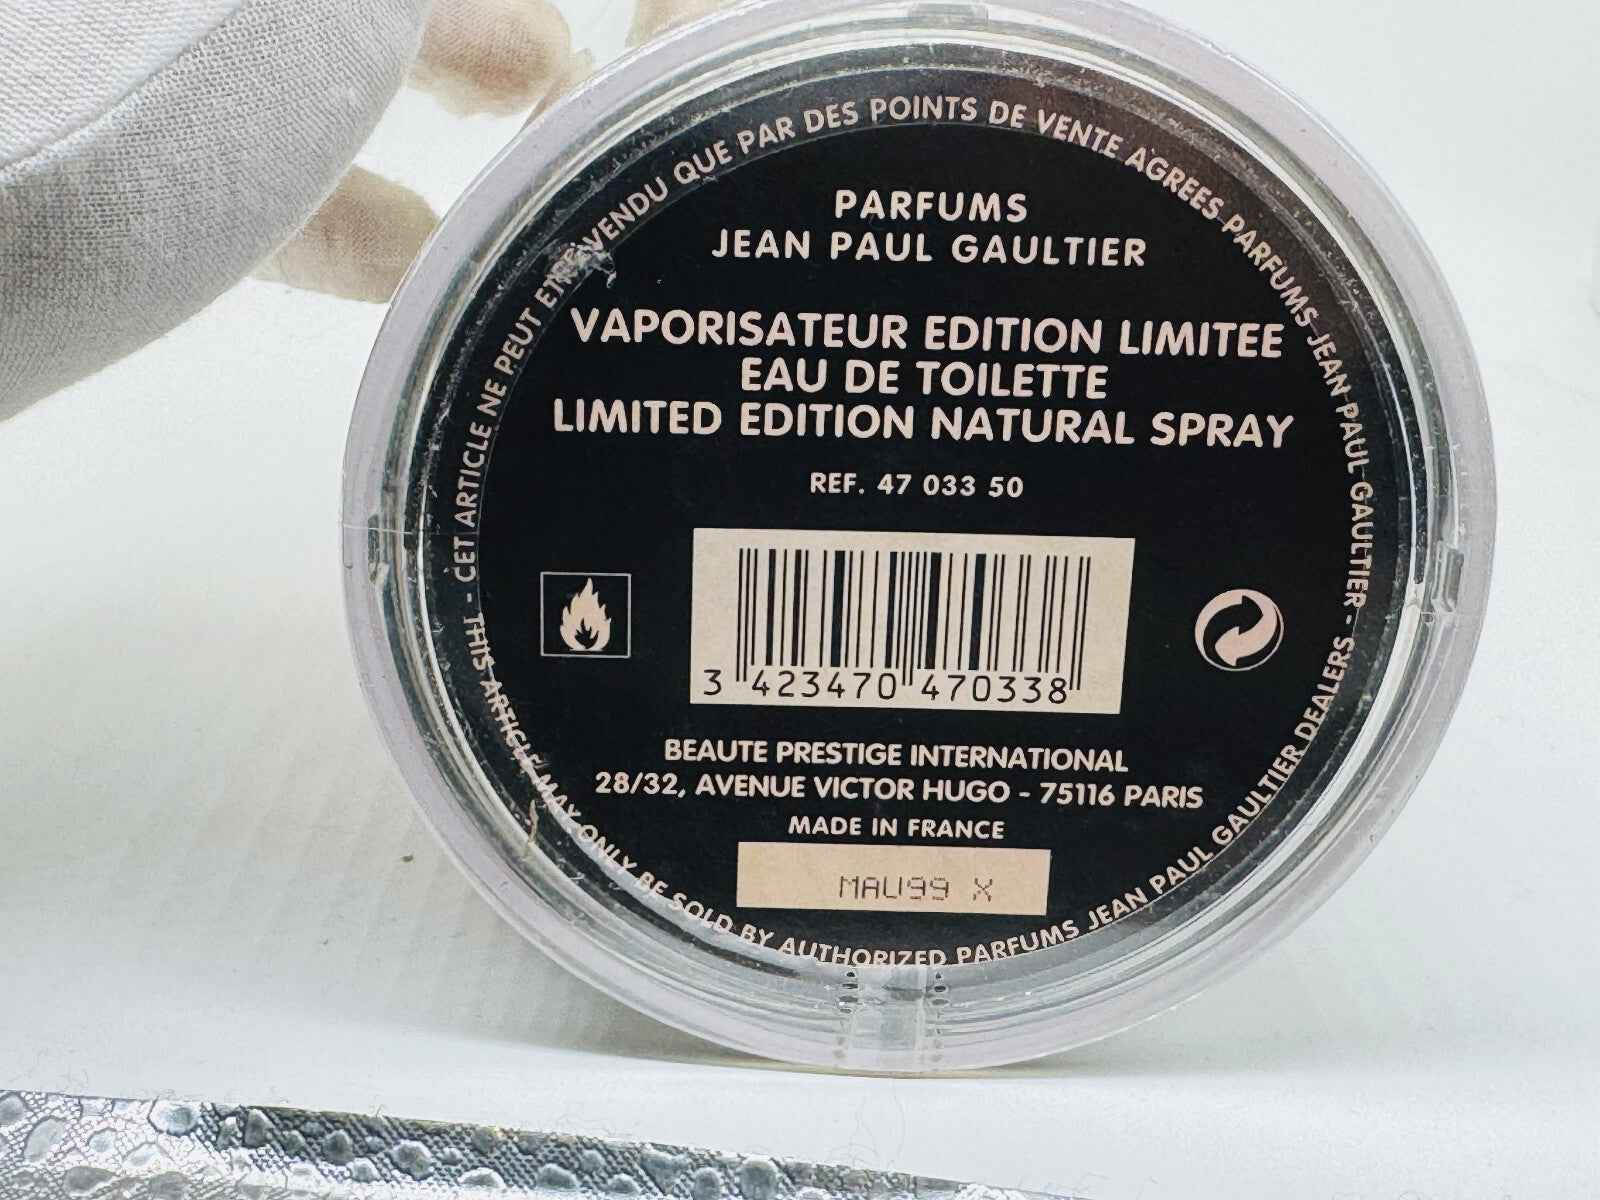 CET ARTICLE NE PEUT ETRE VENDU QUE PAR DES POINTS DE VENTE AGREES PARFUMS JEAN PAUL GAULTIER -
PARFUMS
JEAN PAUL GAULTIER
VAPORISATEUR EDITION LIMITEE
EAU DE TOILETTE
LIMITED EDITION NATURAL SPRAY
REF. 47 033 50
3 423470 470338
BEAUTE PRESTIGE INTERNATIONAL
28/32, AVENUE VICTOR HUGO - 75116 PARIS
MADE IN FRANCE
MAU99 X
THIS ARTICLE MAY ONLY BE SOLD BY AUTHORIZED PARFUMS JEAN PAUL GAULTIER DEALERS -